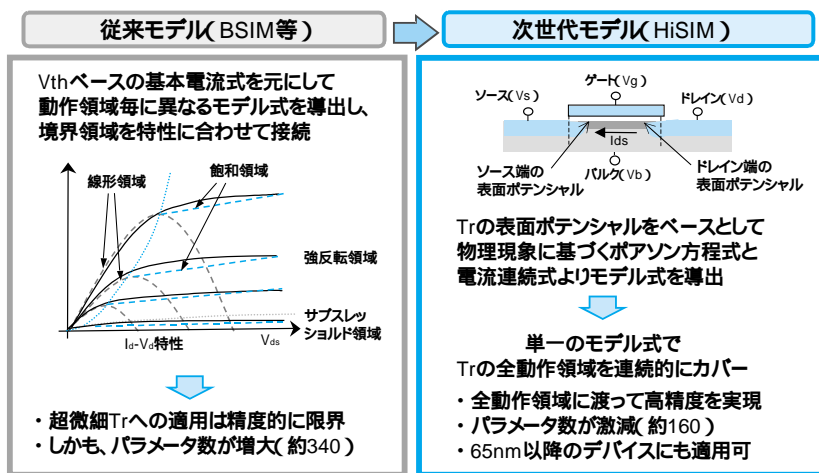 従来モデル(BSIM等)
次世代モデル(HiSIM)
Vthベースの基本電流式を元にして
動作領域毎に異なるモデル式を導出し、
境界領域を特性に合わせて接続
線形領域
飽和領域
強反転領域
サブスレッ
ショルド領域
Id-Vd特性
Vds
・超微細Trへの適用は精度的に限界
・しかも、パラメータ数が増大(約340)
ゲート(Vg)
ソース(Vs)
ドレイン(Vd)
Ids
ソース端の
表面ポテンシャル
バルク(Vb)
ドレイン端の
表面ポテンシャル
Trの表面ポテンシャルをベースとして
物理現象に基づくポアソン方程式と
電流連続式よりモデル式を導出
単一のモデル式で
Trの全動作領域を連続的にカバー
・全動作領域に渡って高精度を実現
・パラメータ数が激減(約160)
・65nm以降のデバイスにも適用可